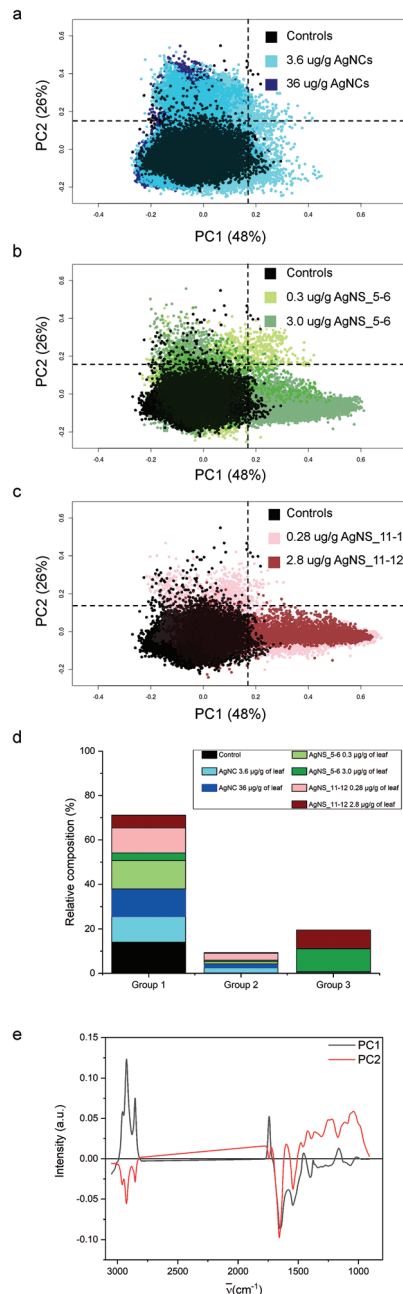 a
Controls
3.6 ug/g AgNCs
36 ug/g AgNCs
PC2 (26%)
0.6
0.4
0.2
0.0
-0.2
-0.4
-0.2
0.0
0.2
0.4
0.6
PC1 (48%)
b
Controls
0.3 ug/g AgNS_5-6
3.0 ug/g AgNS_5-6
PC2 (26%)
0.6
0.4
0.2
0.0
-0.2
-0.4
-0.2
0.0
0.2
0.4
0.6
PC1 (48%)
c
Controls
0.28 ug/g AgNS_11-1
2.8 ug/g AgNS_11-12
PC2 (26%)
0.6
0.4
0.2
0.0
-0.2
-0.4
-0.2
0.0
0.2
0.4
0.6
PC1 (48%)
d
Relative composition (%)
100
80
60
40
20
0
Control
AgNC 3.6 µg/g of leaf
AgNC 36 µg/g of leaf
AgNS_5-6 0.3 µg/g of leaf
AgNS_5-6 3.0 µg/g of leaf
AgNS_11-12 0.28 µg/g of leaf
AgNS_11-12 2.8 µg/g of leaf
Group 1
Group 2
Group 3
e
PC1
PC2
Intensity (a.u.)
0.15
0.10
0.05
0.00
-0.05
-0.10
3000
2500
2000
1500
1000
ν̅(cm⁻¹)